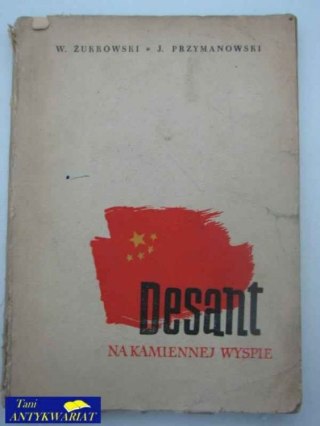 W. ŻUKROWSKI • J. PRZYMANOWSKI
Desant
NA KAMIENNEJ WYSPIE
Tani
ANTYKWARIAT